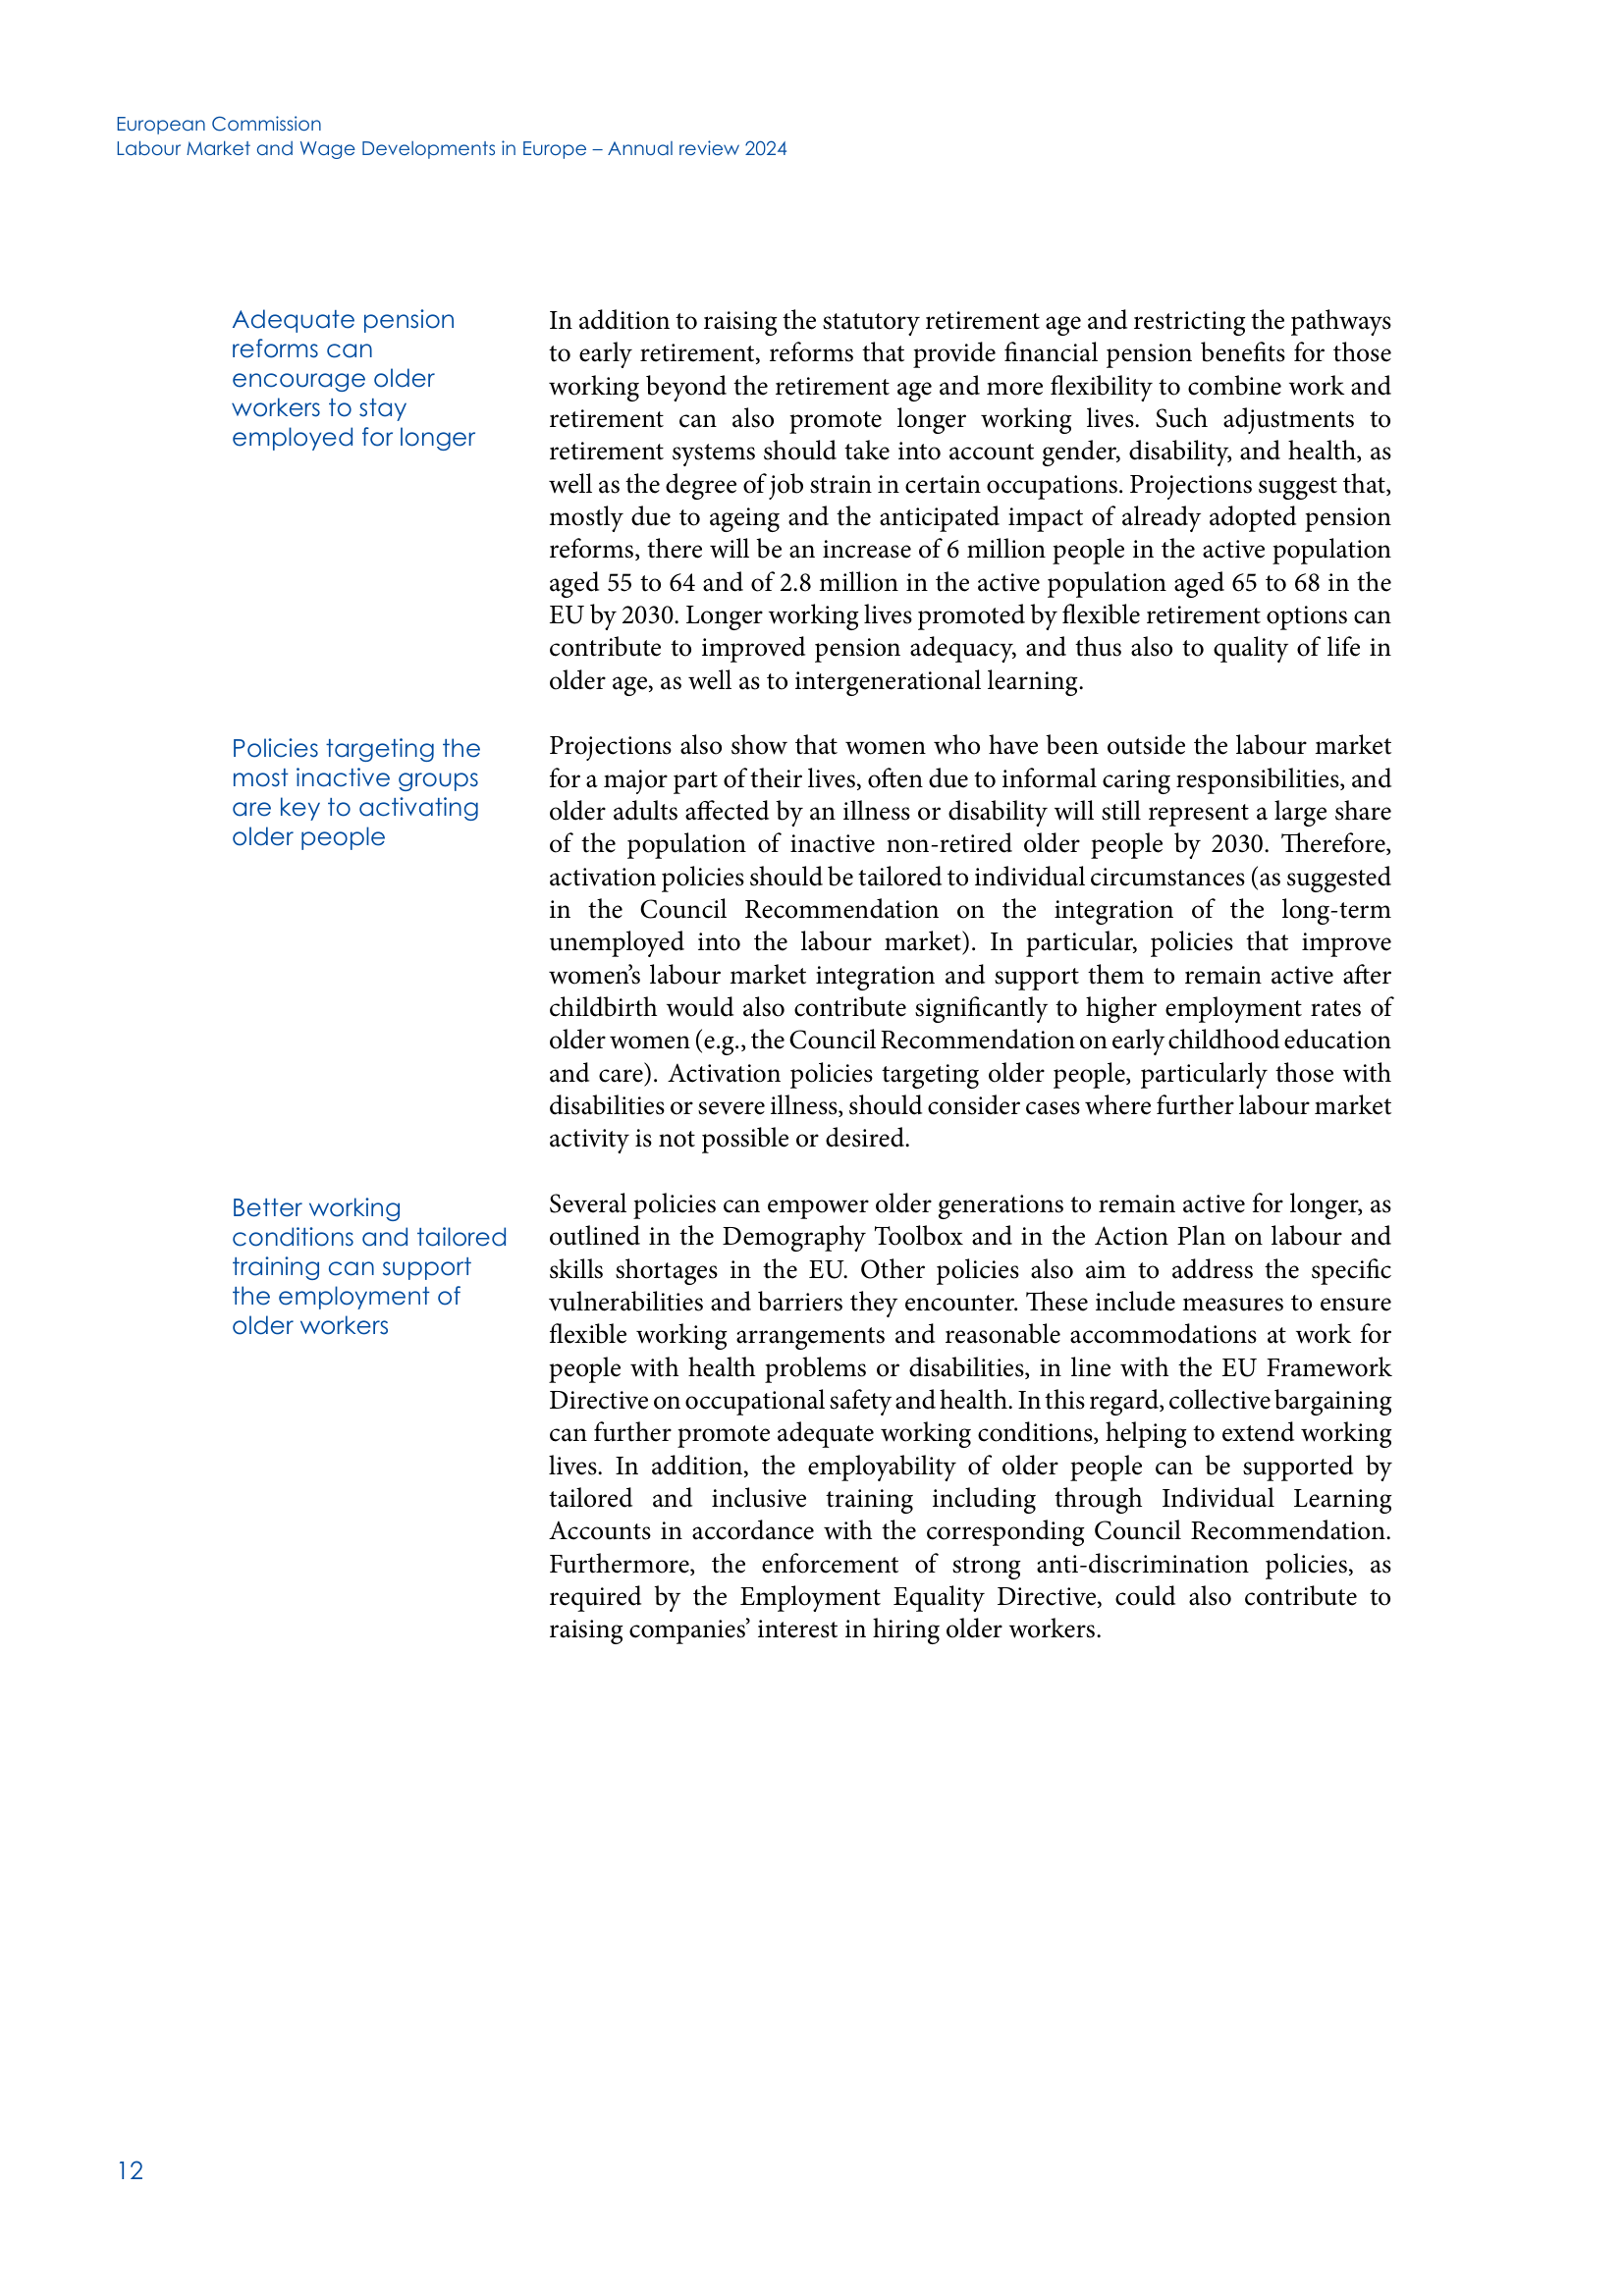 European Commission
Labour Market and Wage Developments in Europe – Annual review 2024
Adequate pension
reforms can
encourage older
workers to stay
employed for longer
In addition to raising the statutory retirement age and restricting the pathways
to early retirement, reforms that provide financial pension benefits for those
working beyond the retirement age and more flexibility to combine work and
retirement can also promote longer working lives. Such adjustments to
retirement systems should take into account gender, disability, and health, as
well as the degree of job strain in certain occupations. Projections suggest that,
mostly due to ageing and the anticipated impact of already adopted pension
reforms, there will be an increase of 6 million people in the active population
aged 55 to 64 and of 2.8 million in the active population aged 65 to 68 in the
EU by 2030. Longer working lives promoted by flexible retirement options can
contribute to improved pension adequacy, and thus also to quality of life in
older age, as well as to intergenerational learning.
Policies targeting the
most inactive groups
are key to activating
older people
Projections also show that women who have been outside the labour market
for a major part of their lives, often due to informal caring responsibilities, and
older adults affected by an illness or disability will still represent a large share
of the population of inactive non-retired older people by 2030. Therefore,
activation policies should be tailored to individual circumstances (as suggested
in the Council Recommendation on the integration of the long-term
unemployed into the labour market). In particular, policies that improve
women’s labour market integration and support them to remain active after
childbirth would also contribute significantly to higher employment rates of
older women (e.g., the Council Recommendation on early childhood education
and care). Activation policies targeting older people, particularly those with
disabilities or severe illness, should consider cases where further labour market
activity is not possible or desired.
Better working
conditions and tailored
training can support
the employment of
older workers
Several policies can empower older generations to remain active for longer, as
outlined in the Demography Toolbox and in the Action Plan on labour and
skills shortages in the EU. Other policies also aim to address the specific
vulnerabilities and barriers they encounter. These include measures to ensure
flexible working arrangements and reasonable accommodations at work for
people with health problems or disabilities, in line with the EU Framework
Directive on occupational safety and health. In this regard, collective bargaining
can further promote adequate working conditions, helping to extend working
lives. In addition, the employability of older people can be supported by
tailored and inclusive training including through Individual Learning
Accounts in accordance with the corresponding Council Recommendation.
Furthermore, the enforcement of strong anti-discrimination policies, as
required by the Employment Equality Directive, could also contribute to
raising companies’ interest in hiring older workers.
12